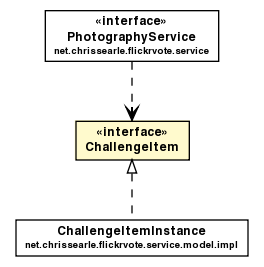 «interface»
PhotographyService
net.chrissearle.flickrvote.service
«interface»
ChallengeItem
ChallengeItemInstance
net.chrissearle.flickrvote.service.model.impl